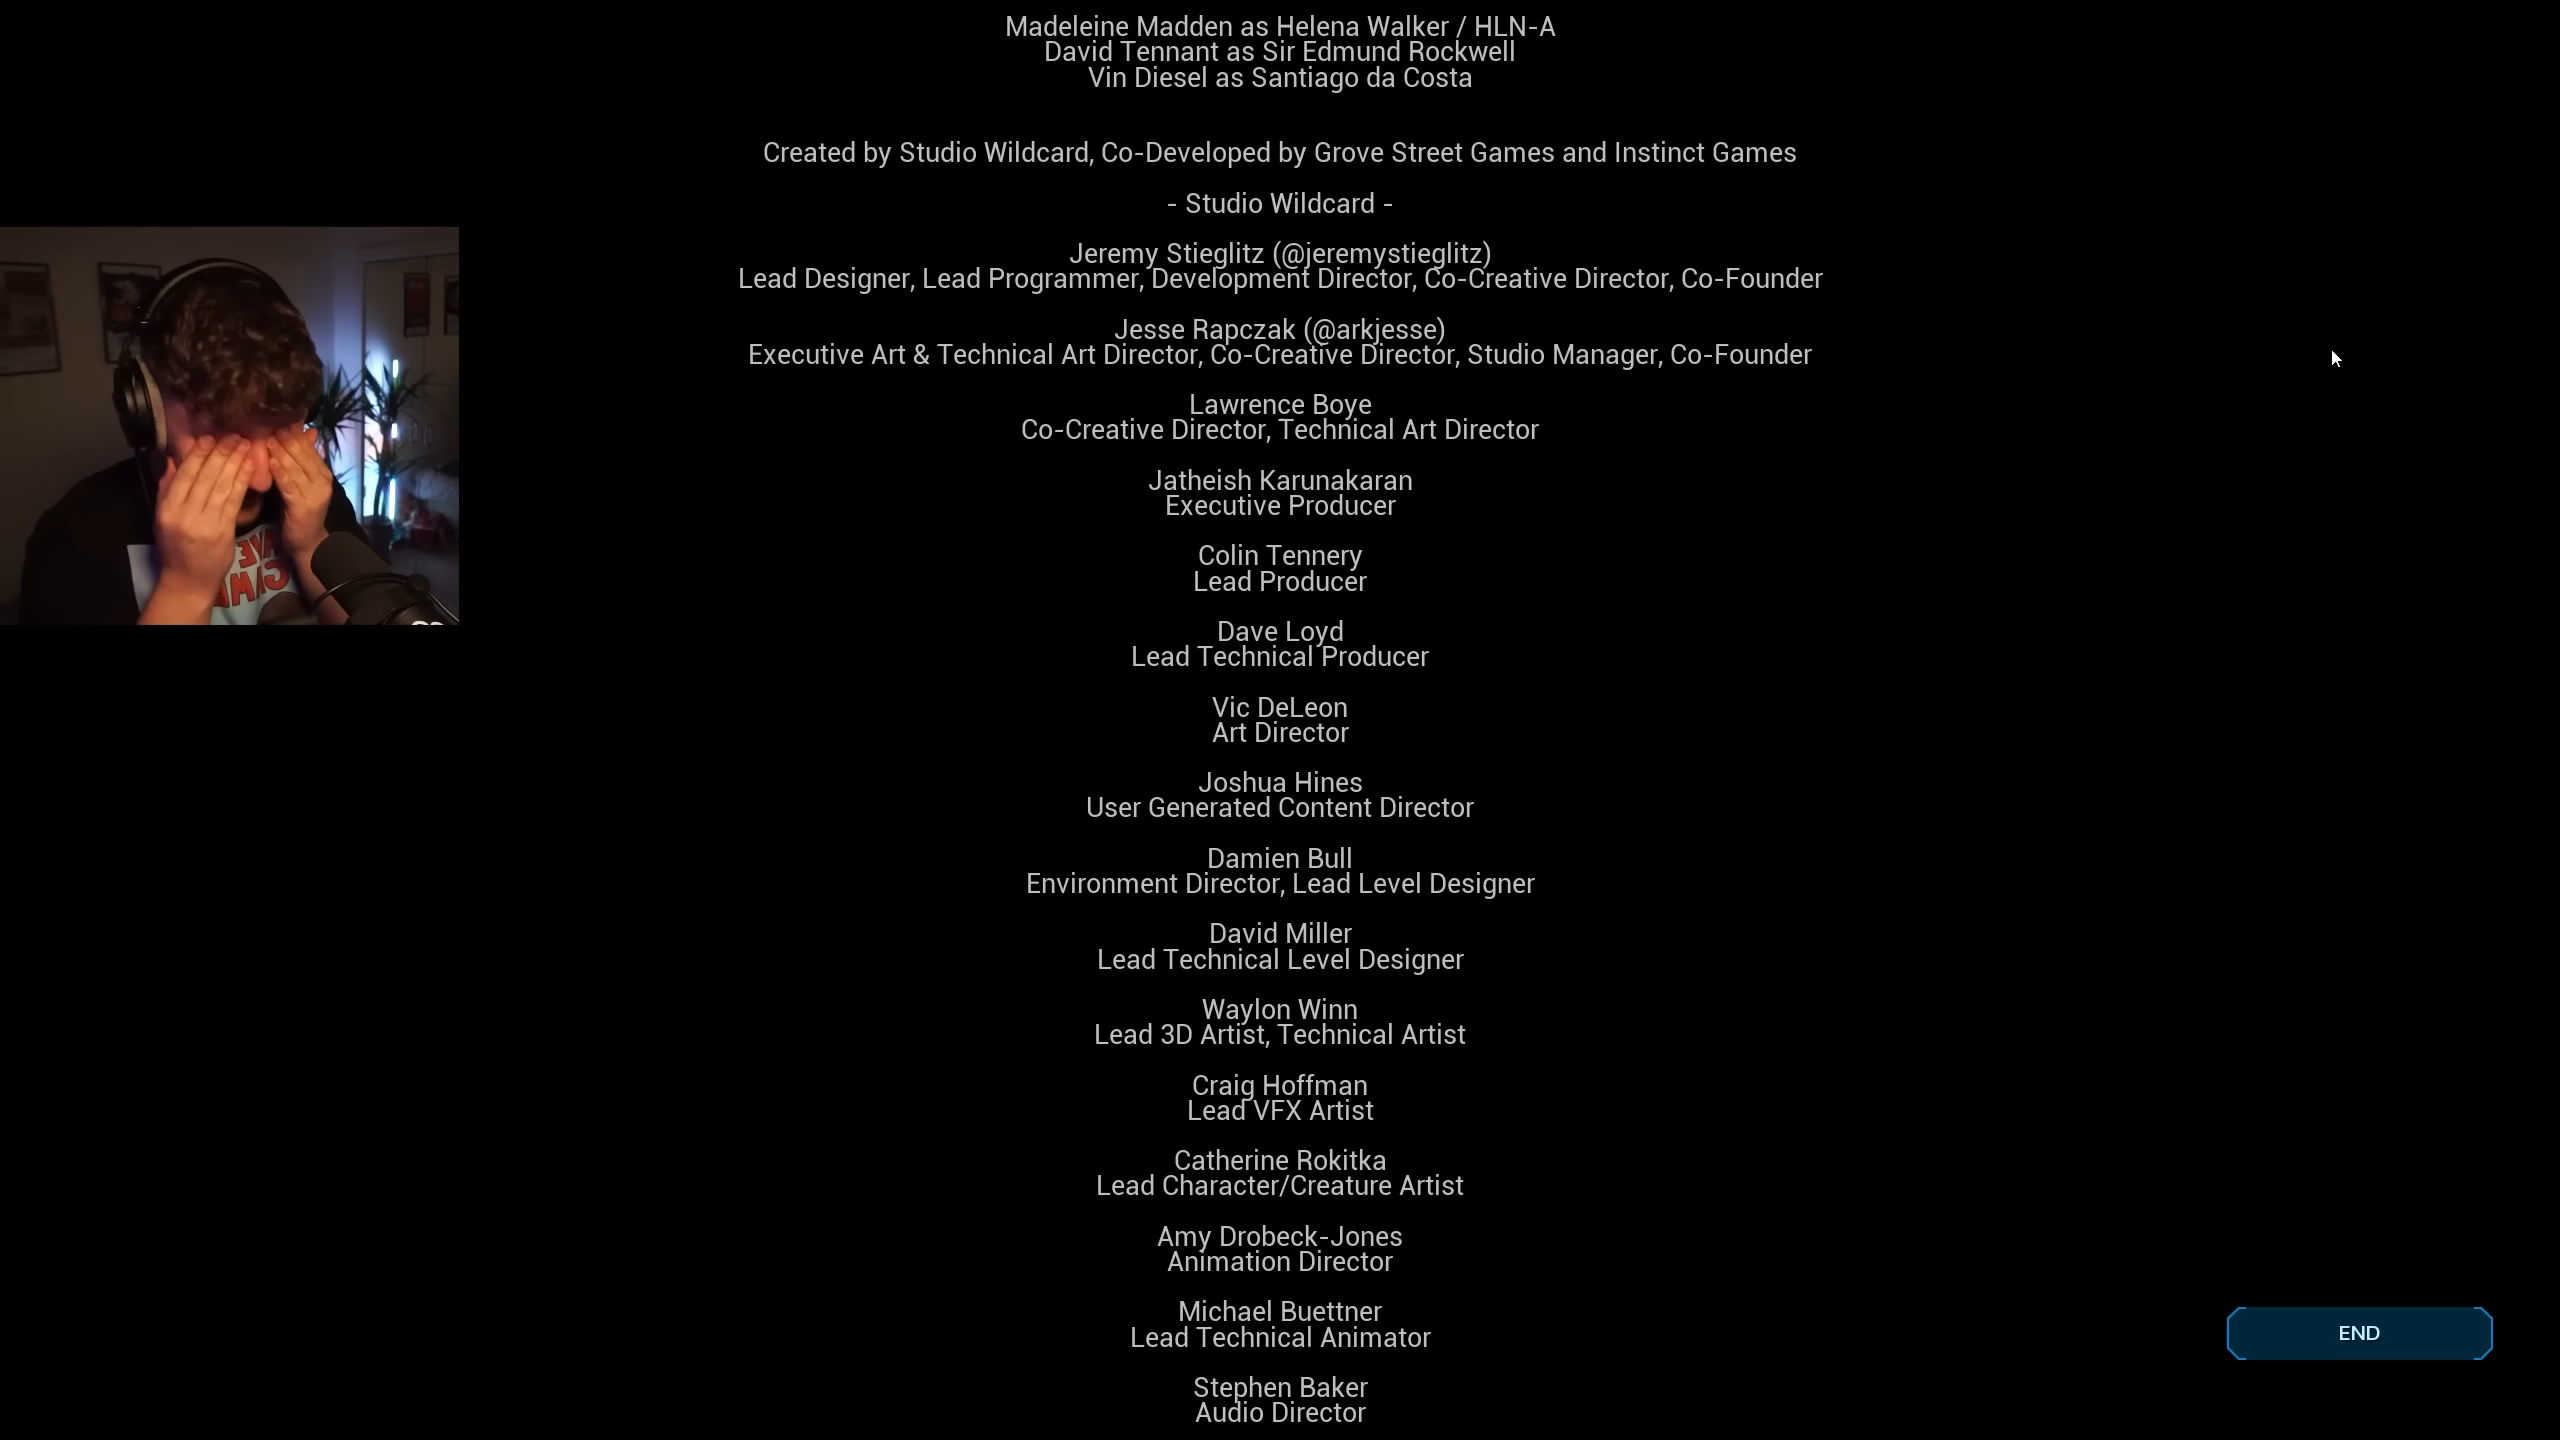 Madeleine Madden as Helena Walker / HLN-A
David Tennant as Sir Edmund Rockwell
Vin Diesel as Santiago da Costa
Created by Studio Wildcard, Co-Developed by Grove Street Games and Instinct Games
- Studio Wildcard -
Jeremy Stieglitz (@jeremystieglitz)
Lead Designer, Lead Programmer, Development Director, Co-Creative Director, Co-Founder
Jesse Rapczak (@arkjesse)
Executive Art & Technical Art Director, Co-Creative Director, Studio Manager, Co-Founder
Lawrence Boye
Co-Creative Director, Technical Art Director
Jatheish Karunakaran
Executive Producer
Colin Tennery
Lead Producer
Dave Loyd
Lead Technical Producer
Vic DeLeon
Art Director
Joshua Hines
User Generated Content Director
Damien Bull
Environment Director, Lead Level Designer
David Miller
Lead Technical Level Designer
Waylon Winn
Lead 3D Artist, Technical Artist
Craig Hoffman
Lead VFX Artist
Catherine Rokitka
Lead Character/Creature Artist
Amy Drobeck-Jones
Animation Director
Michael Buettner
Lead Technical Animator
Stephen Baker
Audio Director
END